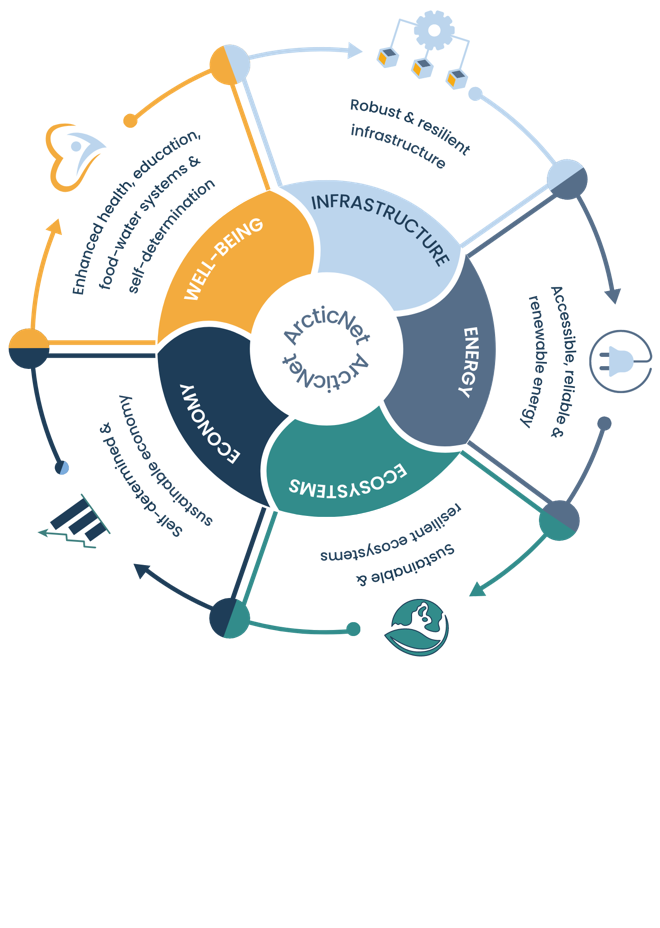 Robust & resilient
infrastructure
INFRASTRUCTURE
Accessible, reliable &
renewable energy
ENERGY
Sustainable &
resilient ecosystems
ECOSYSTEMS
Self-determined &
sustainable economy
ECONOMY
Enhanced health, education,
food-water systems &
self-determination
WELL-BEING
ArcticNet
ArcticNet